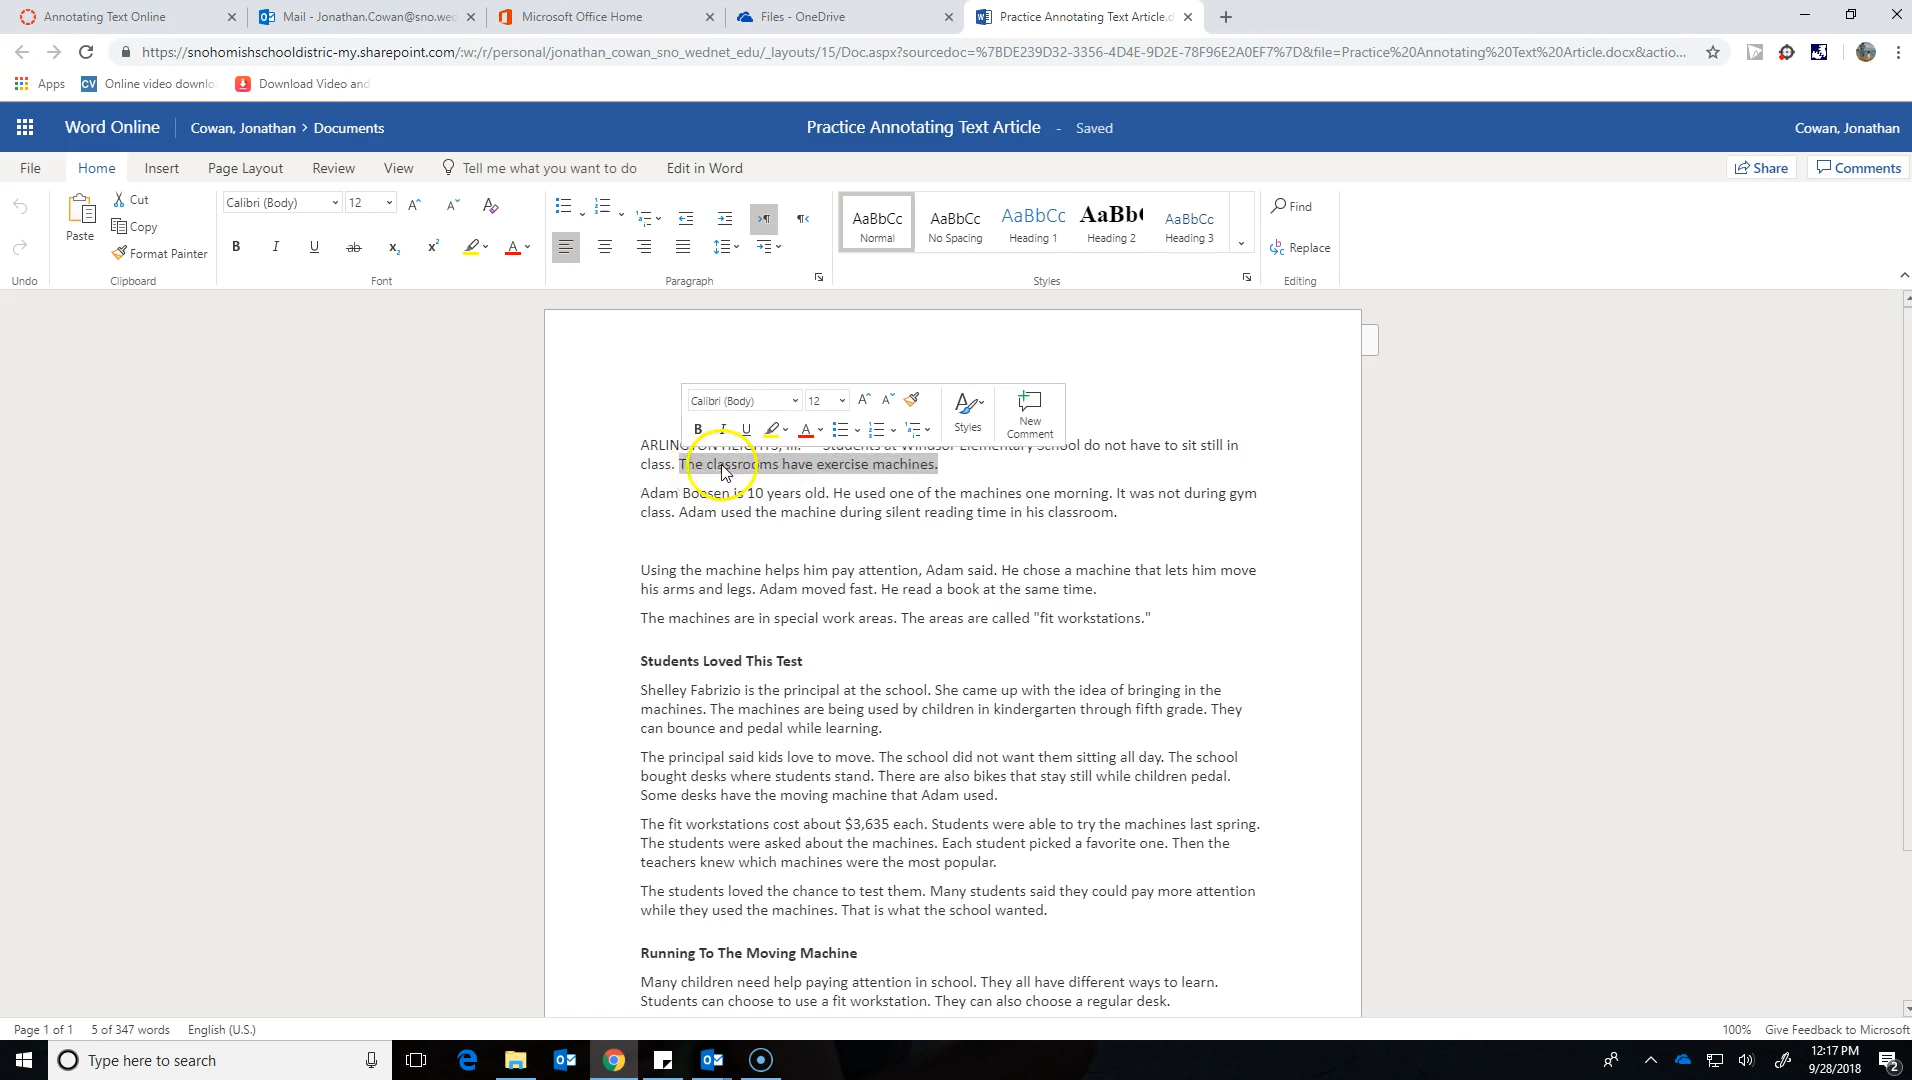 Annotating Text Online
Mail - Jonathan.Cowan@sno.wed
Microsoft Office Home
Files - OneDrive
Practice Annotating Text Article.d
https://snohomishschooldistric-my.sharepoint.com/:w:/r/personal/jonathan_cowan_sno_wednet_edu/_layouts/15/Doc.aspx?sourcedoc=%7BDE239D32-3356-4D4E-9D2E-78F96E2A0EF7%7D&file=Practice%20Annotating%20Text%20Article.docx&actio...
Apps
CV Online video downlo
Download Video and
Word Online
Cowan, Jonathan > Documents
Practice Annotating Text Article - Saved
Cowan, Jonathan
File Home Insert Page Layout Review View Tell me what you want to do Edit in Word
Share Comments
Paste
Cut
Copy
Format Painter
Calibri (Body) 12
B I U ab x₂ x² A
AaBbCc Normal
AaBbCc No Spacing
AaBbCc Heading 1
AaBb Heading 2
AaBbCc Heading 3
Find
Replace
Undo Clipboard Font Paragraph Styles Editing
Calibri (Body) 12
B I U A
Styles
New Comment
ARLINGTON HEIGHTS, Ill. — Students at Windsor Elementary School do not have to sit still in
class. The classrooms have exercise machines.
Adam Boosen is 10 years old. He used one of the machines one morning. It was not during gym
class. Adam used the machine during silent reading time in his classroom.
Using the machine helps him pay attention, Adam said. He chose a machine that lets him move
his arms and legs. Adam moved fast. He read a book at the same time.
The machines are in special work areas. The areas are called "fit workstations."
Students Loved This Test
Shelley Fabrizio is the principal at the school. She came up with the idea of bringing in the
machines. The machines are being used by children in kindergarten through fifth grade. They
can bounce and pedal while learning.
The principal said kids love to move. The school did not want them sitting all day. The school
bought desks where students stand. There are also bikes that stay still while children pedal.
Some desks have the moving machine that Adam used.
The fit workstations cost about $3,635 each. Students were able to try the machines last spring.
The students were asked about the machines. Each student picked a favorite one. Then the
teachers knew which machines were the most popular.
The students loved the chance to test them. Many students said they could pay more attention
while they used the machines. That is what the school wanted.
Running To The Moving Machine
Many children need help paying attention in school. They all have different ways to learn.
Students can choose to use a fit workstation. They can also choose a regular desk.
Page 1 of 1 5 of 347 words English (U.S.)
100% Give Feedback to Microsoft
Type here to search
12:17 PM
9/28/2018
2